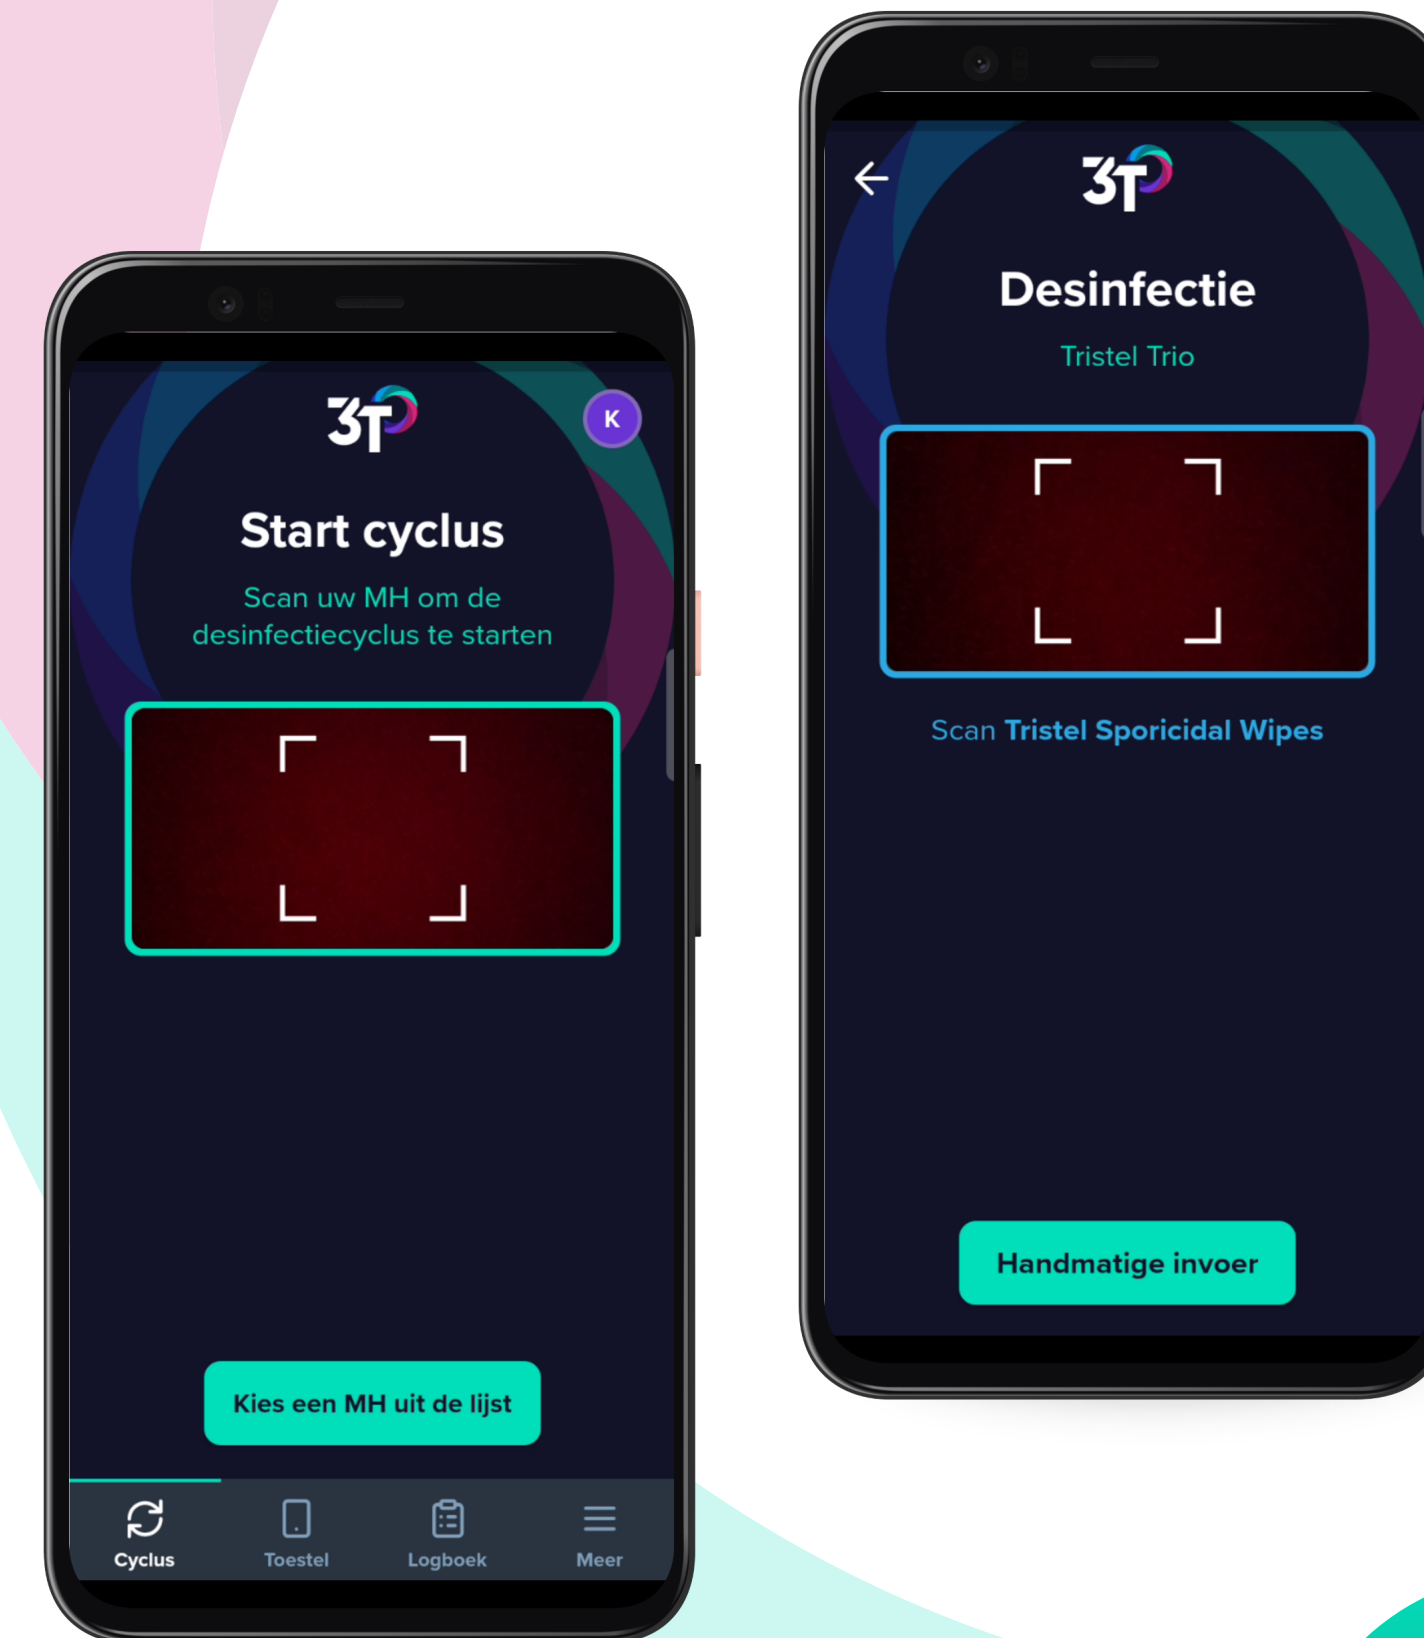 3T
K
Start cyclus
Scan uw MH om de
desinfectiecyclus te starten
Kies een MH uit de lijst
Cyclus
Toestel
Logboek
Meer
3T
Desinfectie
Tristel Trio
Scan Tristel Sporicidal Wipes
Handmatige invoer